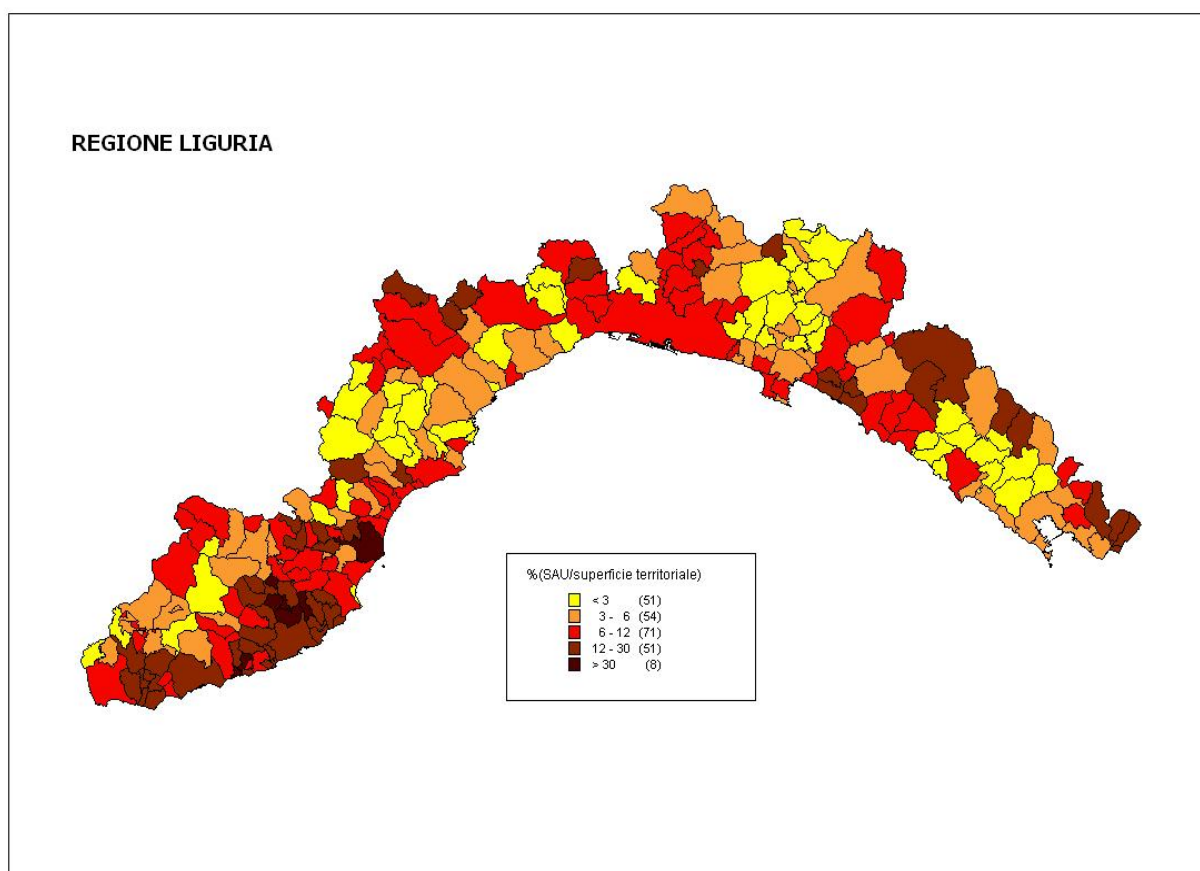 REGIONE LIGURIA
%(SAU/superficie territoriale)
< 3 (51)
3 - 6 (54)
6 - 12 (71)
12 - 30 (51)
> 30 (8)